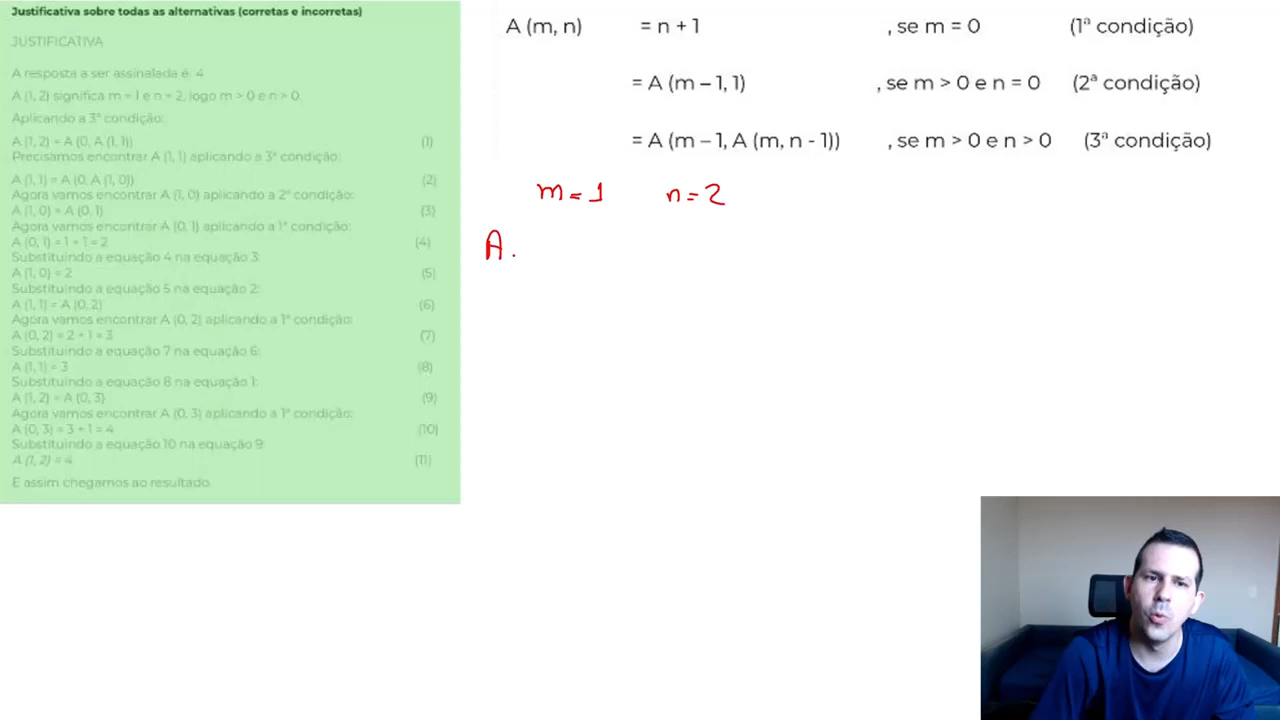 Justificativa sobre todas as alternativas (corretas e incorretas)
JUSTIFICATIVA
A resposta a ser assinalada é: 4
A (1, 2) significa m = 1 e n = 2, logo m > 0 e n > 0.
Aplicando a 3ª condição:
A (1, 2) = A (0, A (1, 1)) (1)
Precisamos encontrar A (1, 1) aplicando a 3ª condição:
A (1, 1) = A (0, A (1, 0)) (2)
Agora vamos encontrar A (1, 0) aplicando a 2ª condição:
A (1, 0) = A (0, 1) (3)
Agora vamos encontrar A (0, 1) aplicando a 1ª condição:
A (0, 1) = 1 + 1 = 2 (4)
Substituindo a equação 4 na equação 3:
A (1, 0) = 2 (5)
Substituindo a equação 5 na equação 2:
A (1, 1) = A (0, 2) (6)
Agora vamos encontrar A (0, 2) aplicando a 1ª condição:
A (0, 2) = 2 + 1 = 3 (7)
Substituindo a equação 7 na equação 6:
A (1, 1) = 3 (8)
Substituindo a equação 8 na equação 1:
A (1, 2) = A (0, 3) (9)
Agora vamos encontrar A (0, 3) aplicando a 1ª condição:
A (0, 3) = 3 + 1 = 4 (10)
Substituindo a equação 10 na equação 9:
A (1, 2) = 4 (11)
E assim chegamos ao resultado.
A (m, n) = n + 1 , se m = 0 (1ª condição)
= A (m – 1, 1) , se m > 0 e n = 0 (2ª condição)
= A (m – 1, A (m, n - 1)) , se m > 0 e n > 0 (3ª condição)
m = 1 n = 2
A .